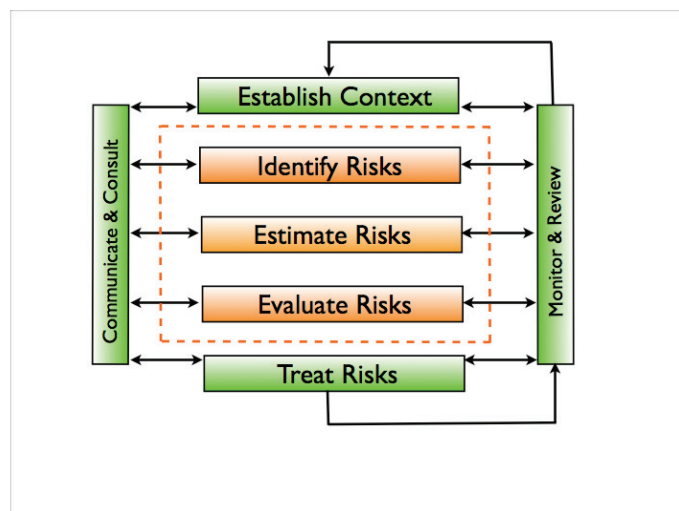 Establish Context
Identify Risks
Estimate Risks
Evaluate Risks
Treat Risks
Communicate & Consult
Monitor & Review